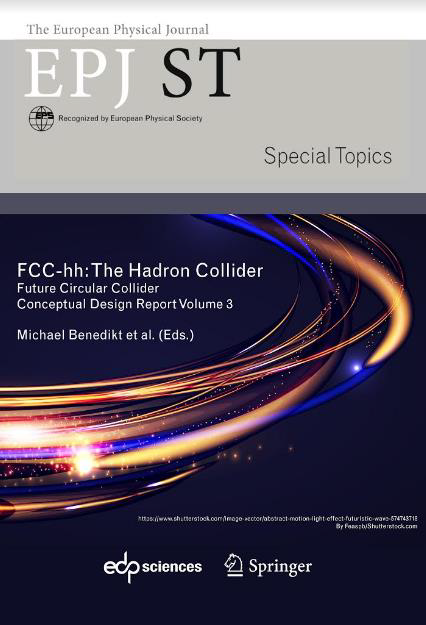 The European Physical Journal
EPJ ST
EPS
Recognized by European Physical Society
Special Topics
FCC-hh: The Hadron Collider
Future Circular Collider
Conceptual Design Report Volume 3
Michael Benedikt et al. (Eds.)
https://www.shutterstock.com/image-vector/abstract-motion-light-effect-futuristic-wave-574743718
By Feaspb/Shutterstock.com
edp sciences
Springer